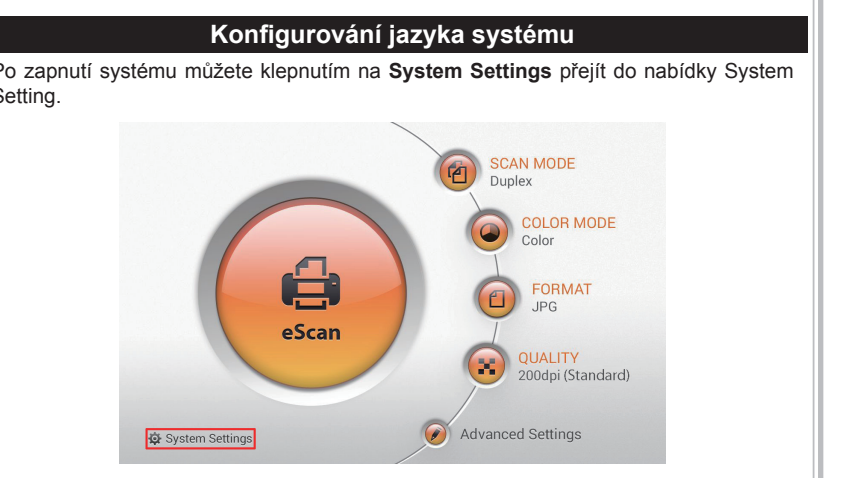 Konfigurování jazyka systému
Po zapnutí systému můžete klepnutím na System Settings přejít do nabídky System
Setting.
SCAN MODE
Duplex
COLOR MODE
Color
FORMAT
JPG
eScan
QUALITY
200dpi (Standard)
System Settings
Advanced Settings